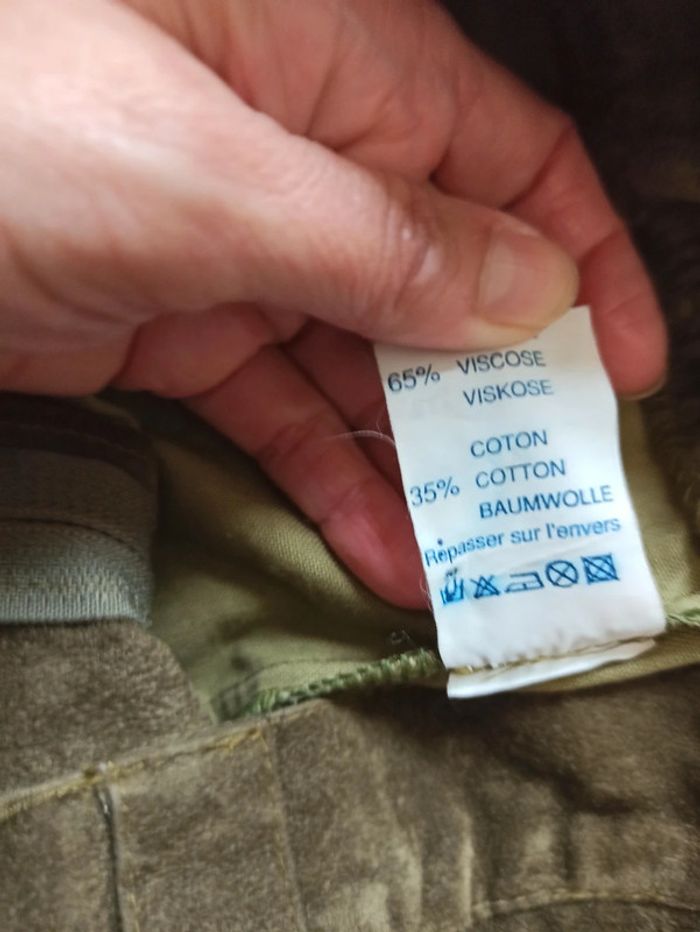 65% VISCOSE
VISKOSE
COTON
35% COTTON
BAUMWOLLE
Repasser sur l'envers